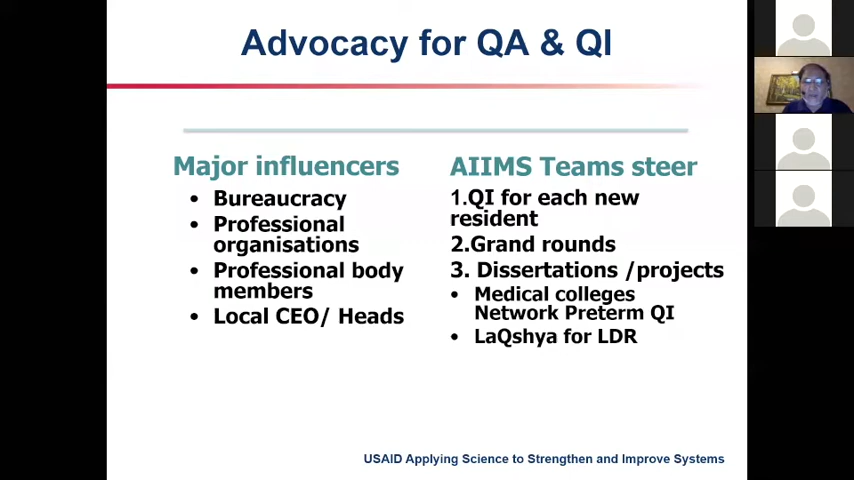 Advocacy for QA & QI
Major influencers
• Bureaucracy
• Professional
organisations
• Professional body
members
• Local CEO/ Heads
AIIMS Teams steer
1.QI for each new
resident
2.Grand rounds
3. Dissertations /projects
• Medical colleges
Network Preterm QI
• LaQshya for LDR
USAID Applying Science to Strengthen and Improve Systems